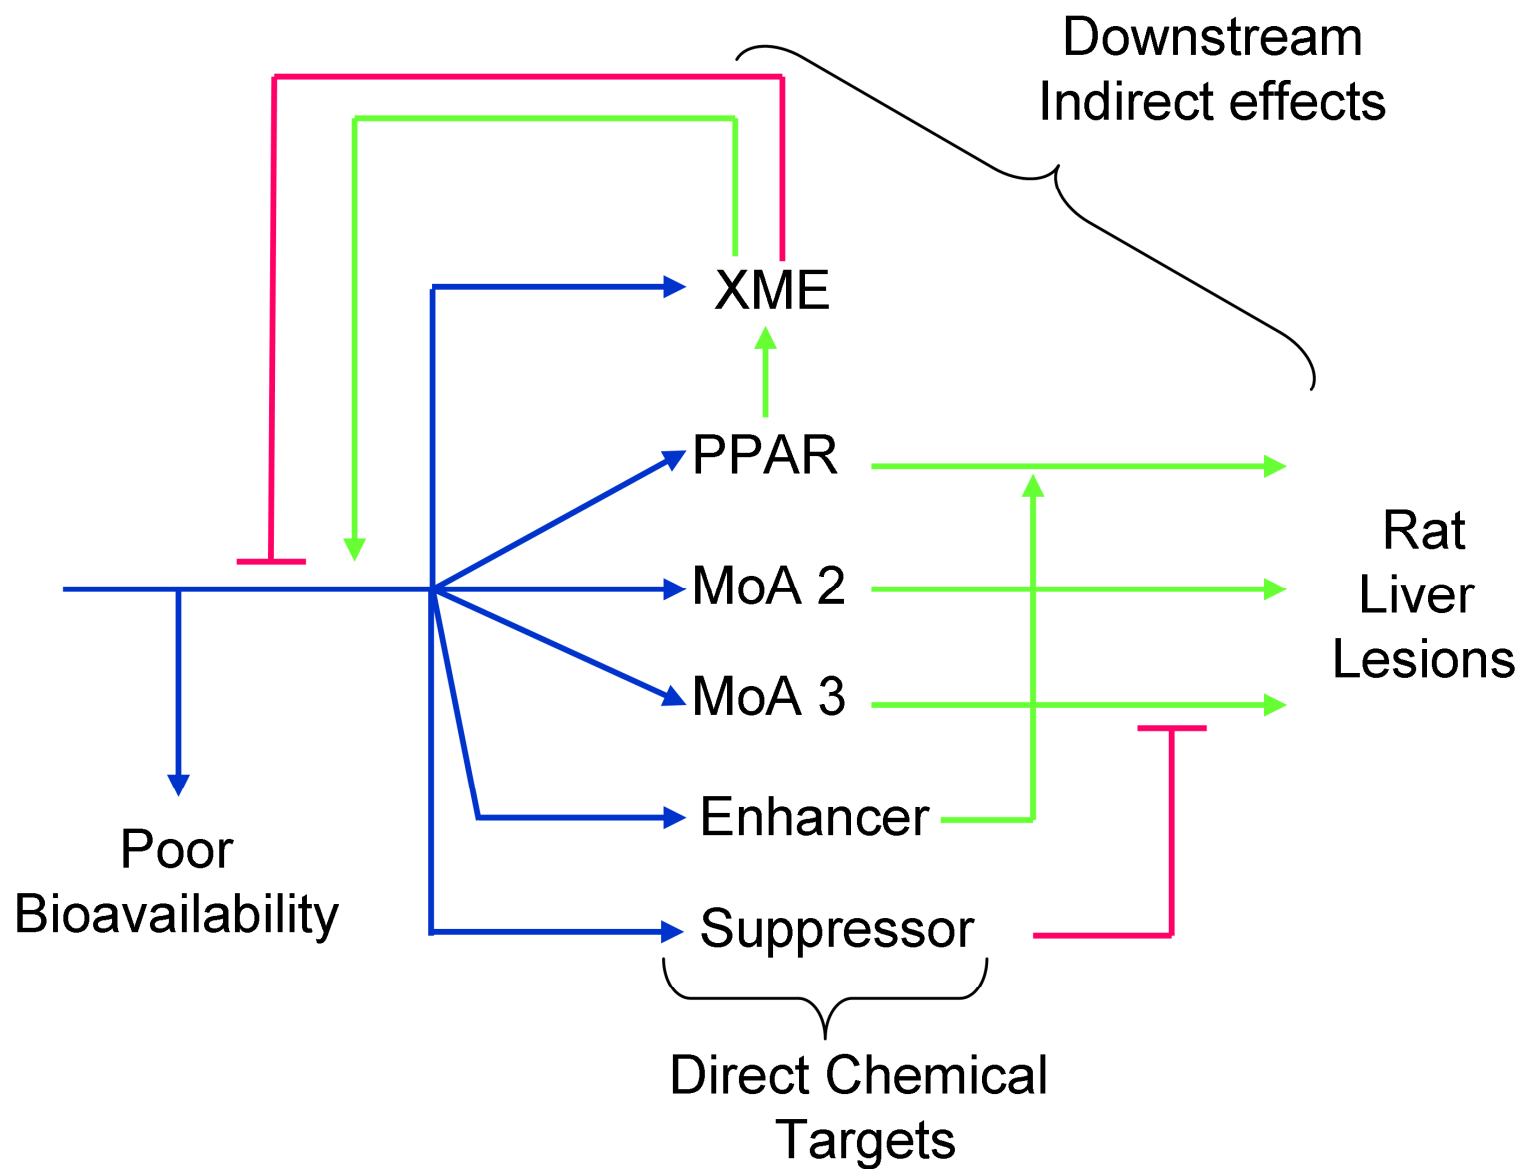 Downstream
Indirect effects
XME
PPAR
MoA 2
MoA 3
Enhancer
Suppressor
Rat
Liver
Lesions
Poor
Bioavailability
Direct Chemical
Targets